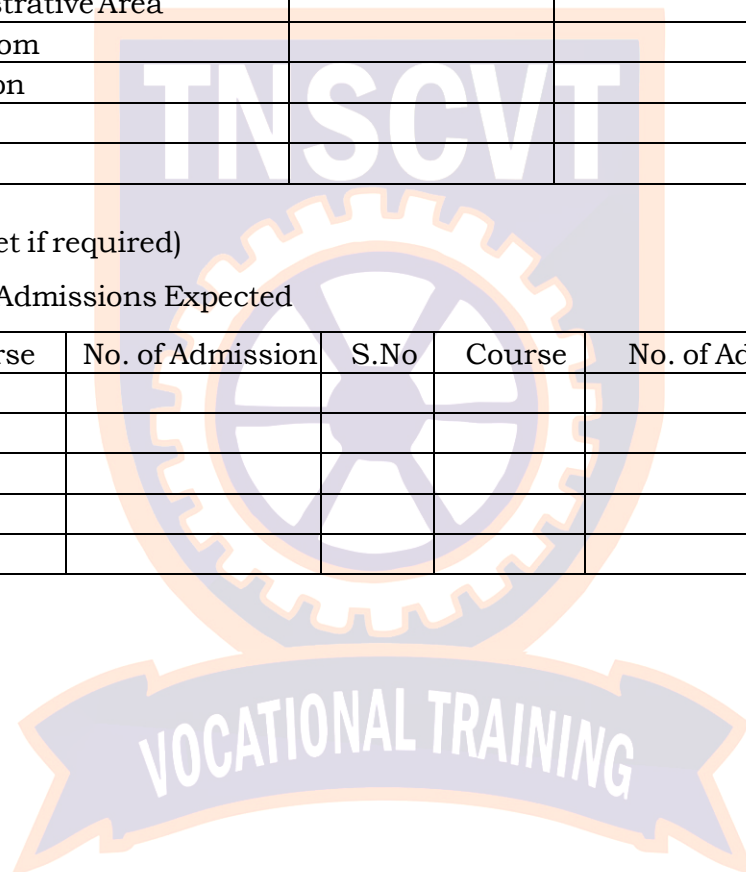 strative Area
om
on
TNSCVT
et if required)
Admissions Expected
rse No. of Admission S.No Course No. of Ad
VOCATIONAL TRAINING